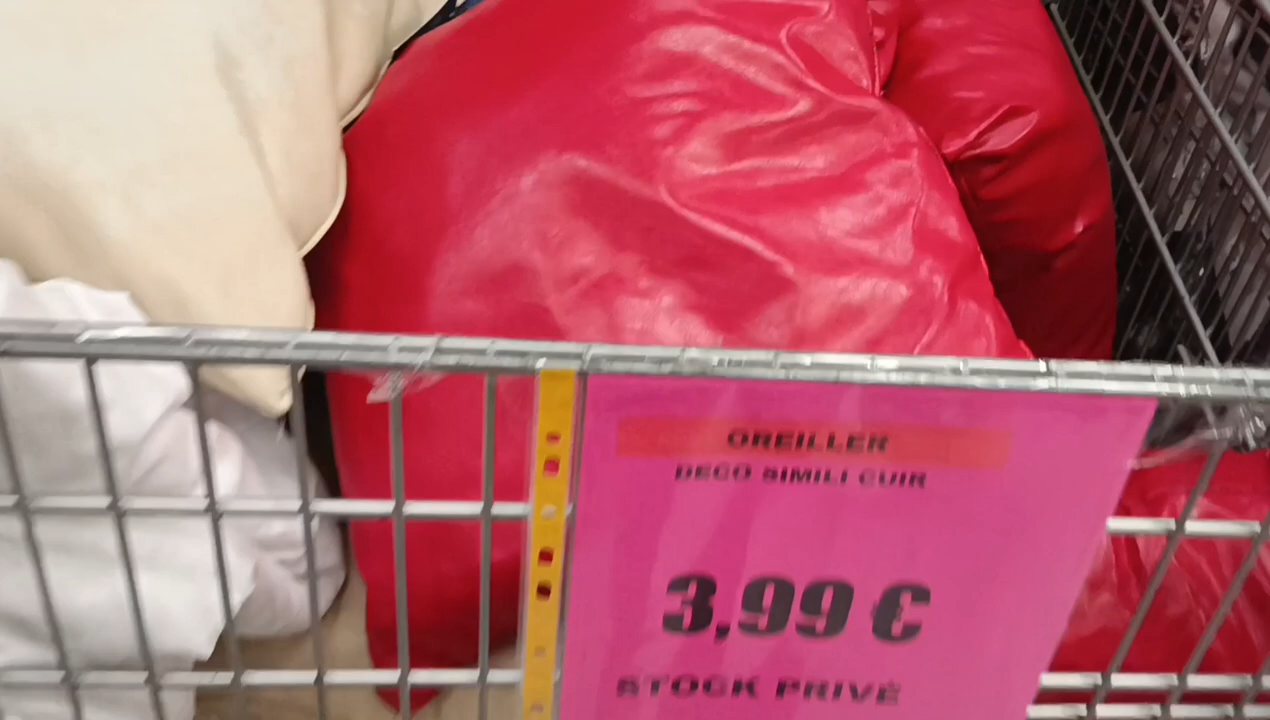 OREILLER
DECO SIMILI CUIR
3,99 €
STOCK PRIVÉ